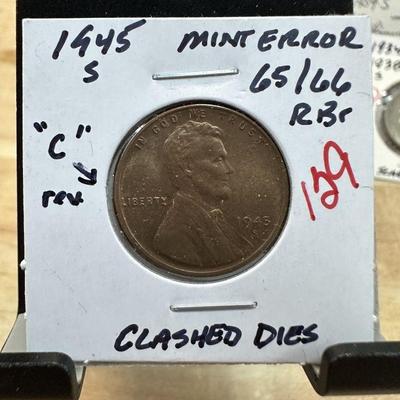 1945 MINT ERROR
S 65/66
"C" RBr
rev
129
IN GOD WE TRUST
LIBERTY
1945
S
CLASHED DIES